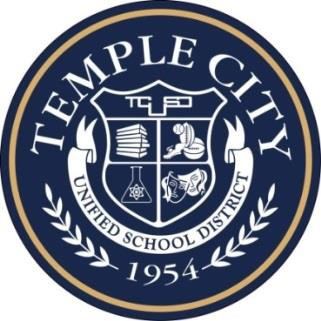 TEMPLE CITY
TCUSD
UNIFIED SCHOOL DISTRICT
1954